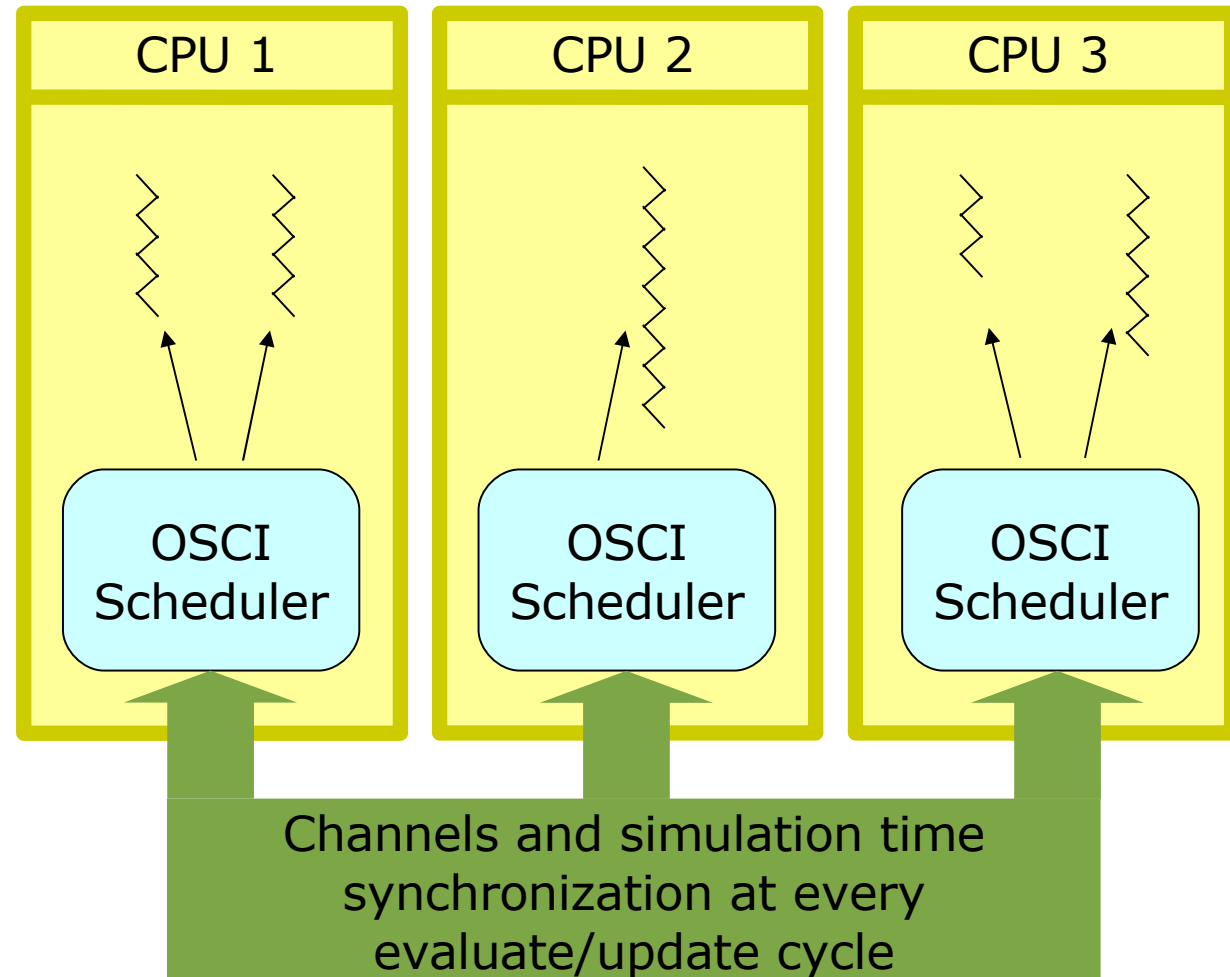 CPU 1
CPU 2
CPU 3
OSCI
Scheduler
OSCI
Scheduler
OSCI
Scheduler
Channels and simulation time
synchronization at every
evaluate/update cycle